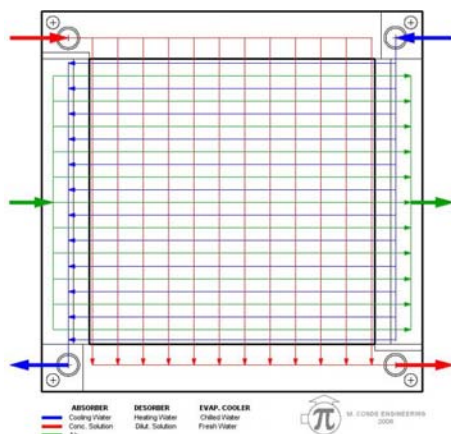 ABSORBER DESORBER EVAP. COOLER
Cooling Water Heating Water Chilled Water
Conc. Solution Dilut. Solution Fresh Water
Air
π M. CONDE ENGINEERING
2008